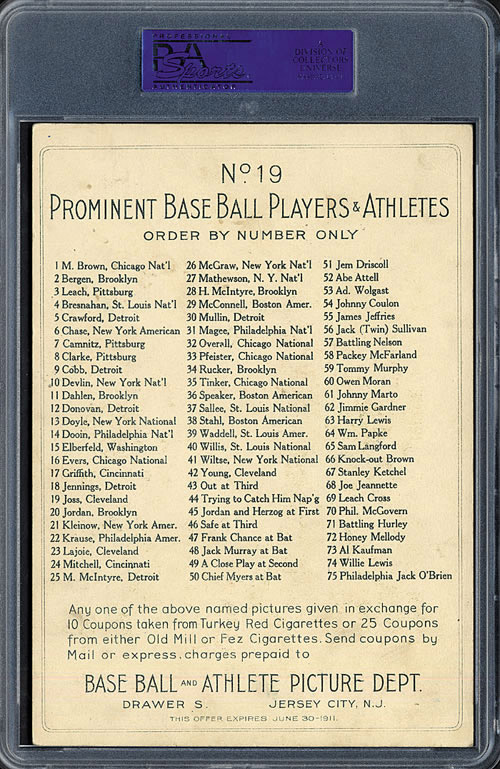 PROFESSIONAL
PSA
Sports
AUTHENTICATION
A
DIVISION OF
COLLECTORS
UNIVERSE
Nº 19
PROMINENT BASE BALL PLAYERS & ATHLETES
ORDER BY NUMBER ONLY
1 M. Brown, Chicago Nat'l
2 Bergen, Brooklyn
3 Leach, Pittsburg
4 Bresnahan, St. Louis Nat'l
5 Crawford, Detroit
6 Chase, New York American
7 Camnitz, Pittsburg
8 Clarke, Pittsburg
9 Cobb, Detroit
10 Devlin, New York Nat'l
11 Dahlen, Brooklyn
12 Donovan, Detroit
13 Doyle, New York National
14 Dooin, Philadelphia Nat'l
15 Elberfeld, Washington
16 Evers, Chicago National
17 Griffith, Cincinnati
18 Jennings, Detroit
19 Joss, Cleveland
20 Jordan, Brooklyn
21 Kleinow, New York Amer.
22 Krause, Philadelphia Amer.
23 Lajoie, Cleveland
24 Mitchell, Cincinnati
25 M. McIntyre, Detroit
26 McGraw, New York Nat'l
27 Mathewson, N. Y. Nat'l
28 H. McIntyre, Brooklyn
29 McConnell, Boston Amer.
30 Mullin, Detroit
31 Magee, Philadelphia Nat'l
32 Overall, Chicago National
33 Pfeister, Chicago National
34 Rucker, Brooklyn
35 Tinker, Chicago National
36 Speaker, Boston American
37 Sallee, St. Louis National
38 Stahl, Boston American
39 Waddell, St. Louis Amer.
40 Willis, St. Louis National
41 Wiltse, New York National
42 Young, Cleveland
43 Out at Third
44 Trying to Catch Him Nap'g
45 Jordan and Herzog at First
46 Safe at Third
47 Frank Chance at Bat
48 Jack Murray at Bat
49 A Close Play at Second
50 Chief Myers at Bat
51 Jem Driscoll
52 Abe Attell
53 Ad. Wolgast
54 Johnny Coulon
55 James Jeffries
56 Jack (Twin) Sullivan
57 Battling Nelson
58 Packey McFarland
59 Tommy Murphy
60 Owen Moran
61 Johnny Marto
62 Jimmie Gardner
63 Harry Lewis
64 Wm. Papke
65 Sam Langford
66 Knock-out Brown
67 Stanley Ketchel
68 Joe Jeannette
69 Leach Cross
70 Phil. McGovern
71 Battling Hurley
72 Honey Mellody
73 Al Kaufman
74 Willie Lewis
75 Philadelphia Jack O'Brien
Any one of the above named pictures given in exchange for
10 Coupons taken from Turkey Red Cigarettes or 25 Coupons
from either Old Mill or Fez Cigarettes. Send coupons by
Mail or express, charges prepaid to
BASE BALL AND ATHLETE PICTURE DEPT.
DRAWER S. JERSEY CITY, N.J.
THIS OFFER EXPIRES JUNE 30-1911.